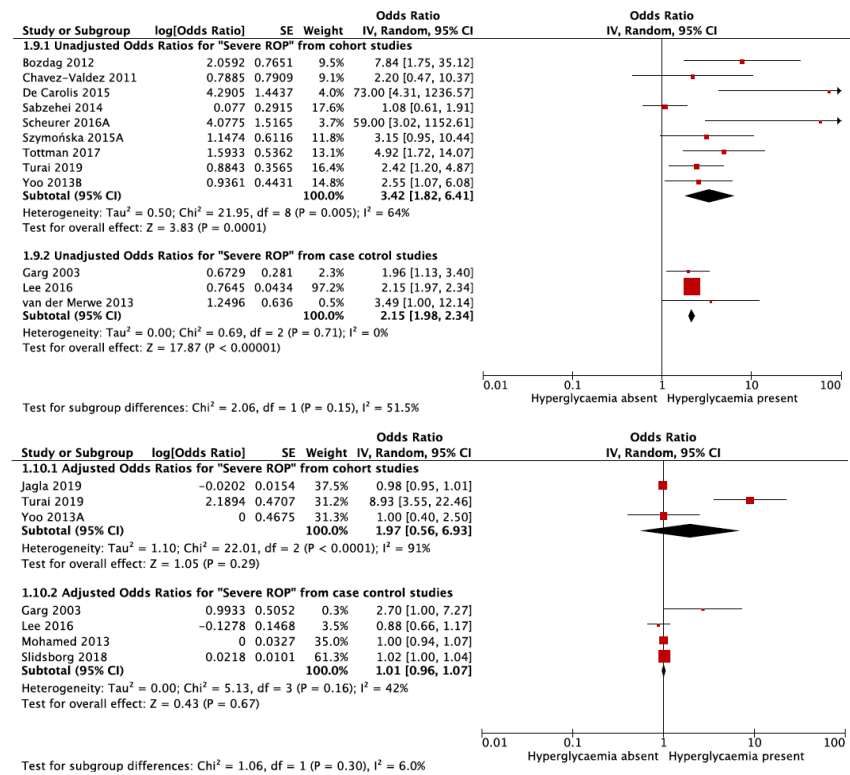 Odds Ratio Odds Ratio
Study or Subgroup log[Odds Ratio] SE Weight IV, Random, 95% CI IV, Random, 95% CI
1.9.1 Unadjusted Odds Ratios for "Severe ROP" from cohort studies
Bozdag 2012 2.0592 0.7651 9.5% 7.84 [1.75, 35.12]
Chavez-Valdez 2011 0.7885 0.7909 9.1% 2.20 [0.47, 10.37]
De Carolis 2015 4.2905 1.4437 4.0% 73.00 [4.31, 1236.57]
Sabzehei 2014 0.077 0.2915 17.6% 1.08 [0.61, 1.91]
Scheurer 2016A 4.0775 1.5165 3.7% 59.00 [3.02, 1152.61]
Szymońska 2015A 1.1474 0.6116 11.8% 3.15 [0.95, 10.44]
Tottman 2017 1.5933 0.5362 13.1% 4.92 [1.72, 14.07]
Turai 2019 0.8843 0.3565 16.4% 2.42 [1.20, 4.87]
Yoo 2013B 0.9361 0.4431 14.8% 2.55 [1.07, 6.08]
Subtotal (95% CI) 100.0% 3.42 [1.82, 6.41]
Heterogeneity: Tau² = 0.50; Chi² = 21.95, df = 8 (P = 0.005); I² = 64%
Test for overall effect: Z = 3.83 (P = 0.0001)
1.9.2 Unadjusted Odds Ratios for "Severe ROP" from case cotrol studies
Garg 2003 0.6729 0.281 2.3% 1.96 [1.13, 3.40]
Lee 2016 0.7645 0.0434 97.2% 2.15 [1.97, 2.34]
van der Merwe 2013 1.2496 0.636 0.5% 3.49 [1.00, 12.14]
Subtotal (95% CI) 100.0% 2.15 [1.98, 2.34]
Heterogeneity: Tau² = 0.00; Chi² = 0.69, df = 2 (P = 0.71); I² = 0%
Test for overall effect: Z = 17.87 (P < 0.00001)
0.01 0.1 1 10 100
Hyperglycaemia absent Hyperglycaemia present
Test for subgroup differences: Chi² = 2.06, df = 1 (P = 0.15), I² = 51.5%
Odds Ratio Odds Ratio
Study or Subgroup log[Odds Ratio] SE Weight IV, Random, 95% CI IV, Random, 95% CI
1.10.1 Adjusted Odds Ratios for "Severe ROP" from cohort studies
Jagla 2019 −0.0202 0.0154 37.5% 0.98 [0.95, 1.01]
Turai 2019 2.1894 0.4707 31.2% 8.93 [3.55, 22.46]
Yoo 2013A 0 0.4675 31.3% 1.00 [0.40, 2.50]
Subtotal (95% CI) 100.0% 1.97 [0.56, 6.93]
Heterogeneity: Tau² = 1.10; Chi² = 22.01, df = 2 (P < 0.0001); I² = 91%
Test for overall effect: Z = 1.05 (P = 0.29)
1.10.2 Adjusted Odds Ratios for "Severe ROP" from case control studies
Garg 2003 0.9933 0.5052 0.3% 2.70 [1.00, 7.27]
Lee 2016 −0.1278 0.1468 3.5% 0.88 [0.66, 1.17]
Mohamed 2013 0 0.0327 35.0% 1.00 [0.94, 1.07]
Slidsborg 2018 0.0218 0.0101 61.3% 1.02 [1.00, 1.04]
Subtotal (95% CI) 100.0% 1.01 [0.96, 1.07]
Heterogeneity: Tau² = 0.00; Chi² = 5.13, df = 3 (P = 0.16); I² = 42%
Test for overall effect: Z = 0.43 (P = 0.67)
0.01 0.1 1 10 100
Hyperglycaemia absent Hyperglycaemia present
Test for subgroup differences: Chi² = 1.06, df = 1 (P = 0.30), I² = 6.0%